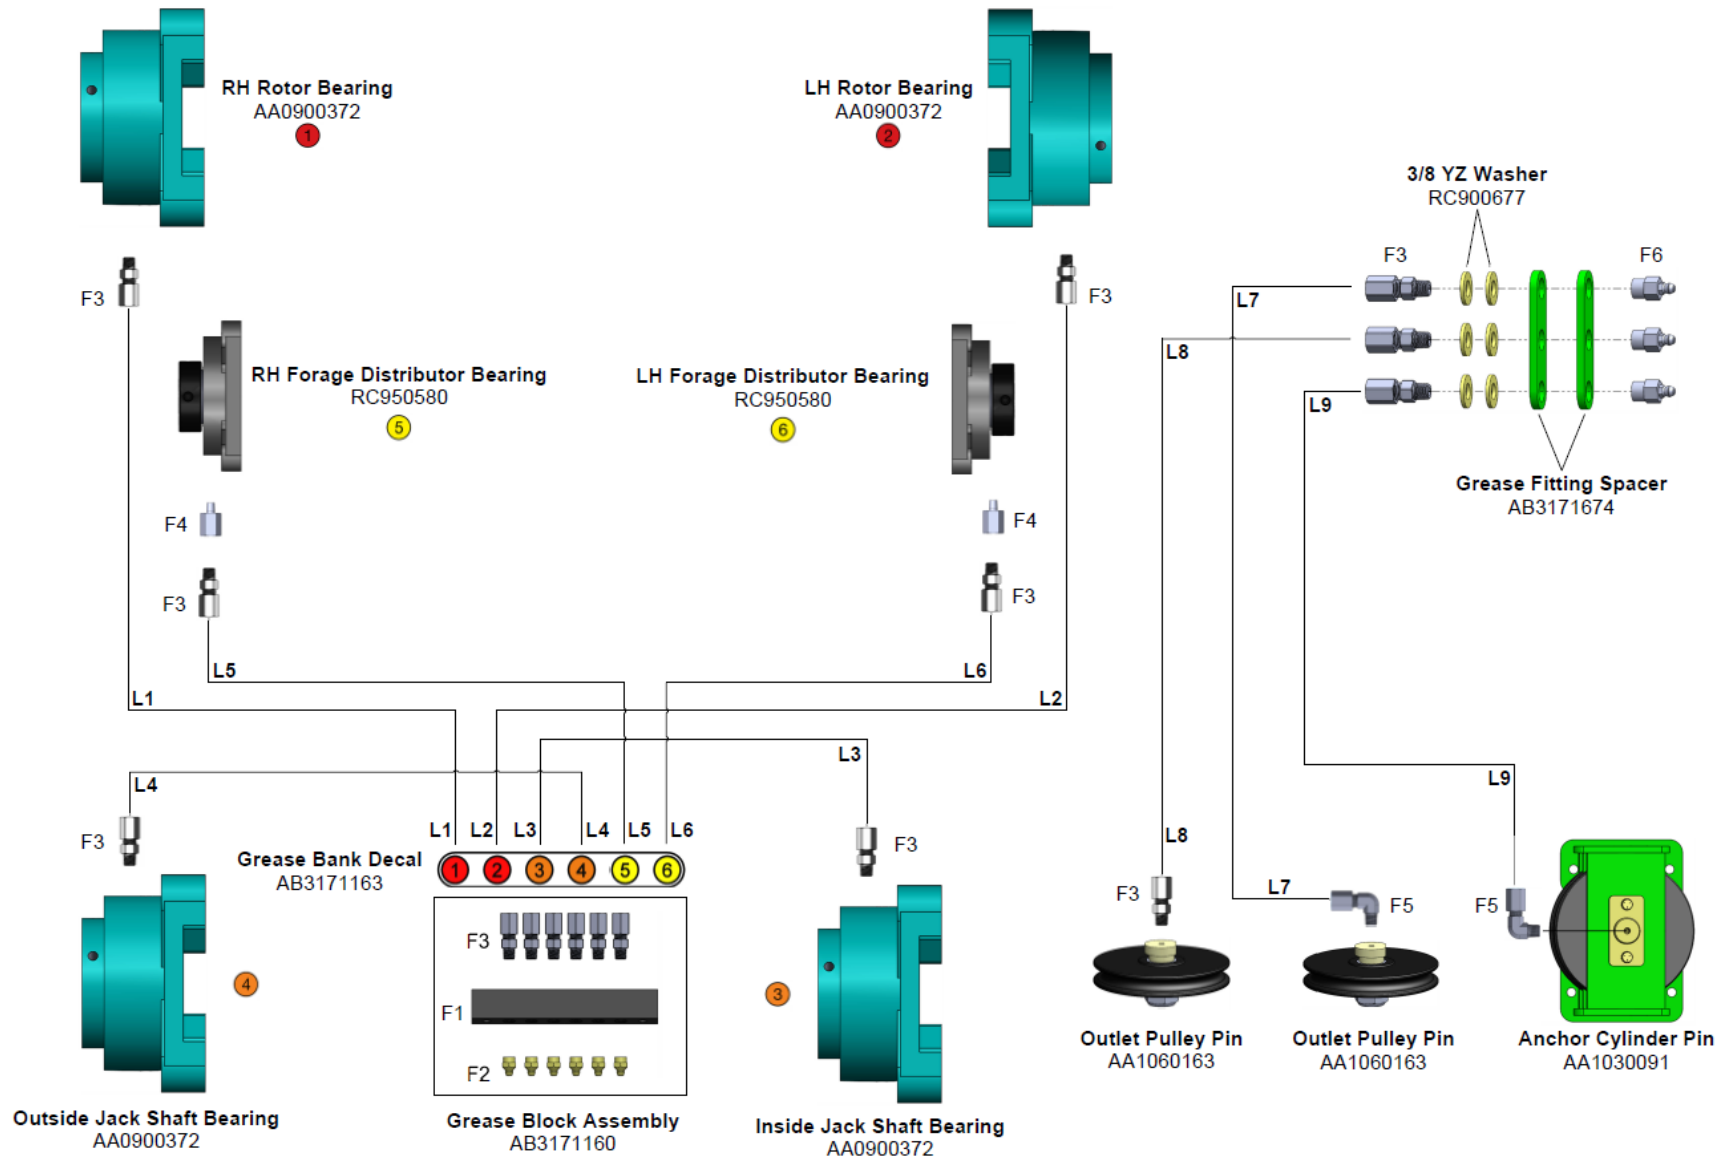 RH Rotor Bearing
AA0900372
1
LH Rotor Bearing
AA0900372
2
3/8 YZ Washer
RC900677
F3
F6
F3
F3
L7
L8
L9
RH Forage Distributor Bearing
RC950580
5
LH Forage Distributor Bearing
RC950580
6
Grease Fitting Spacer
AB3171674
F4
F4
F3
F3
L5
L6
L1
L2
L3
L4
L9
F3
L1
L2
L3
L4
L5
L6
F3
L8
Grease Bank Decal
AB3171163
1
2
3
4
5
6
F3
L7
F5
F5
F3
4
3
F1
F2
Outlet Pulley Pin
AA1060163
Outlet Pulley Pin
AA1060163
Anchor Cylinder Pin
AA1030091
Outside Jack Shaft Bearing
AA0900372
Grease Block Assembly
AB3171160
Inside Jack Shaft Bearing
AA0900372